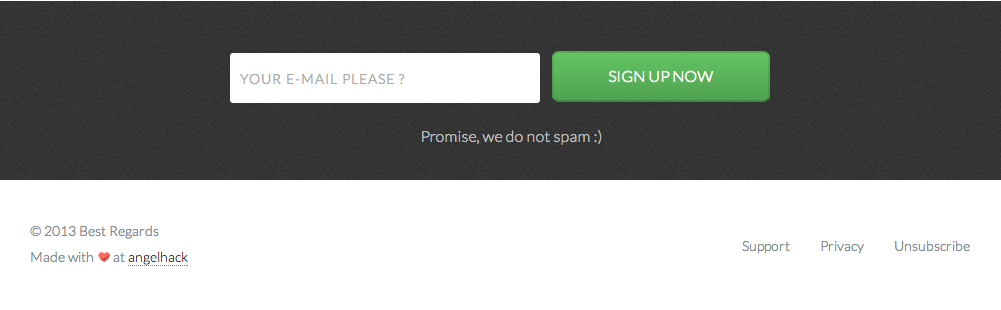 YOUR E-MAIL PLEASE ?
SIGN UP NOW
Promise, we do not spam :)
© 2013 Best Regards
Made with ❤ at angelhack
Support
Privacy
Unsubscribe